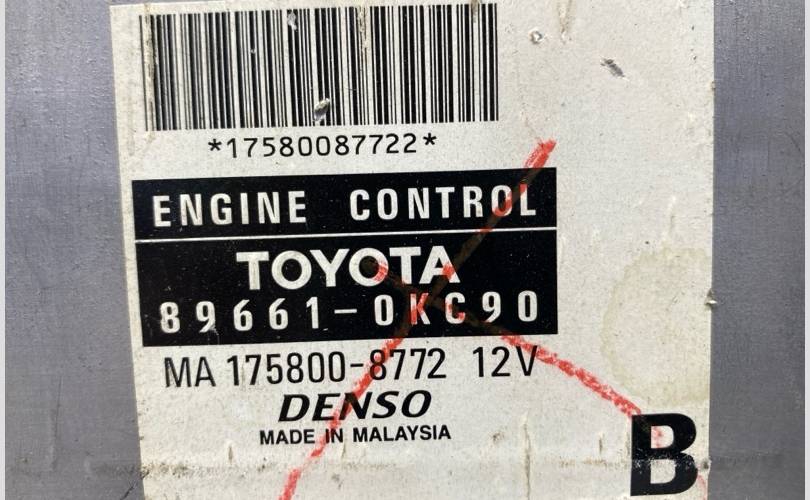 *17580087722*
ENGINE CONTROL
TOYOTA
89661-0KC90
MA 175800-8772 12V
DENSO
MADE IN MALAYSIA
B